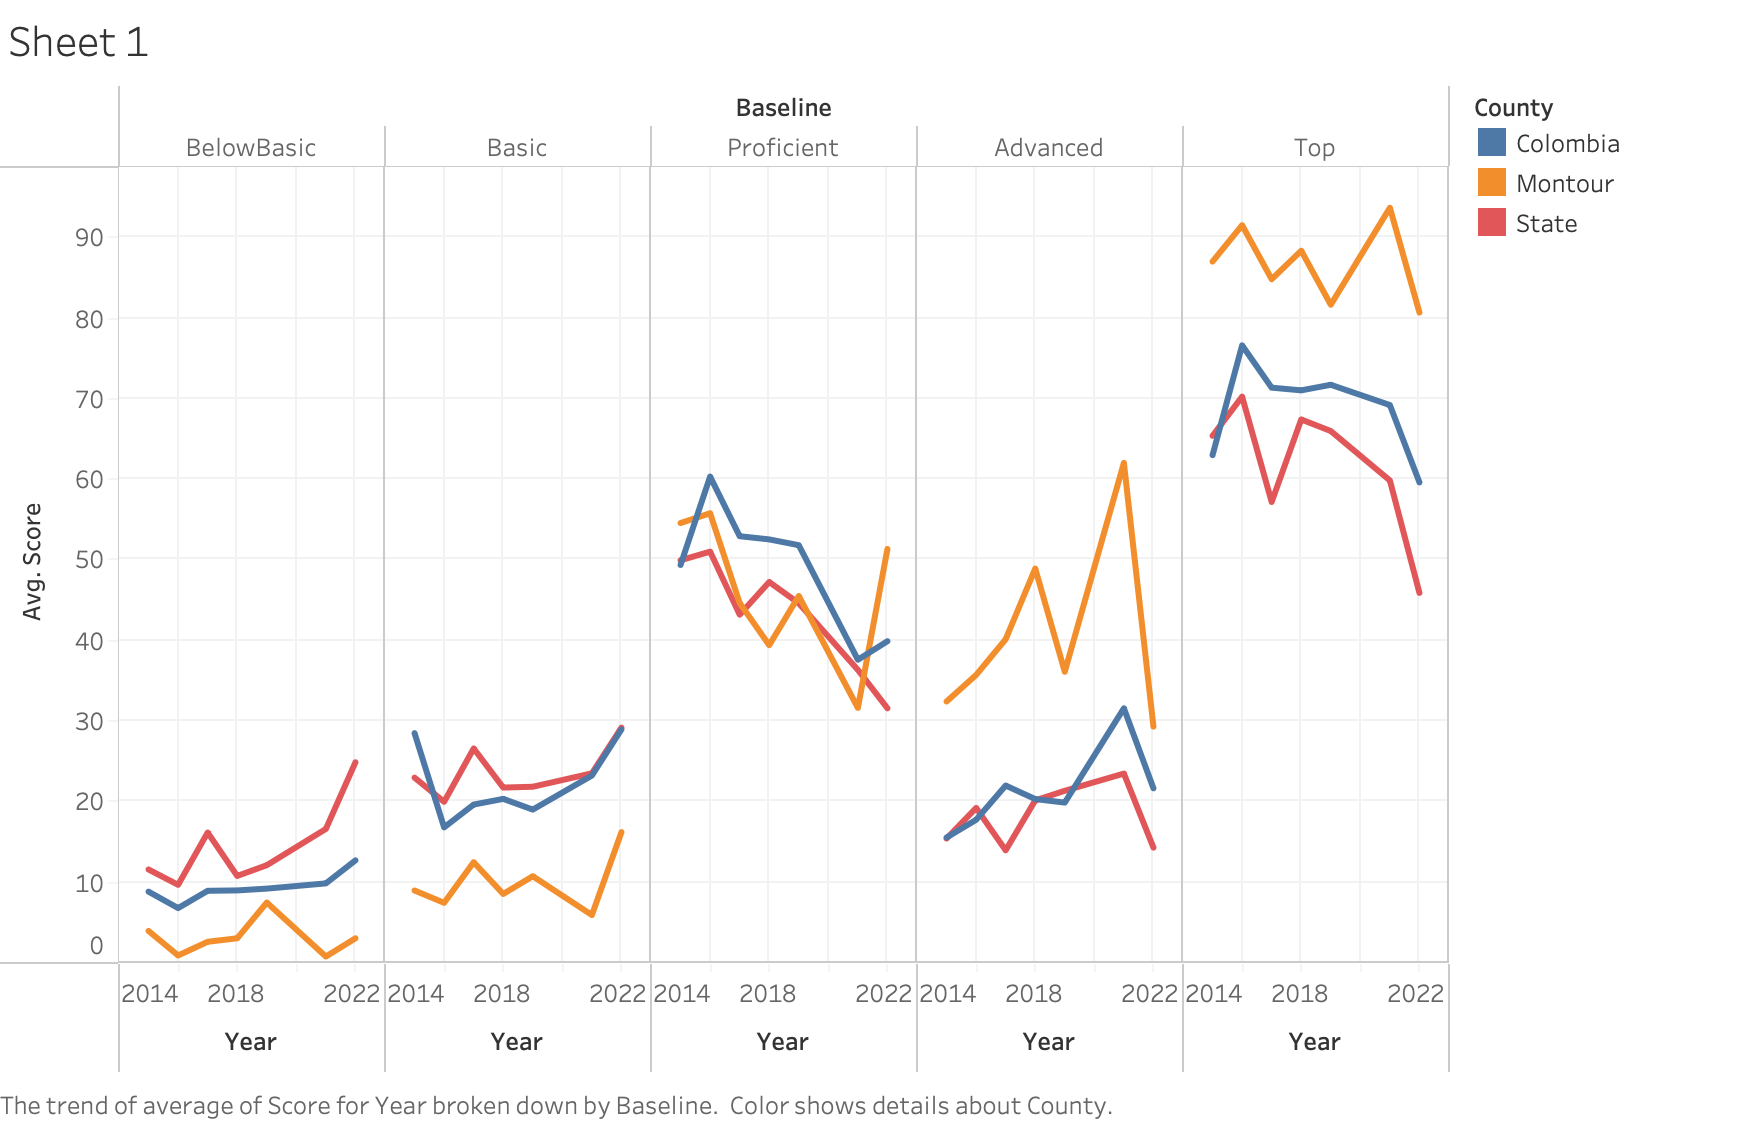 Sheet 1
Baseline
BelowBasic Basic Proficient Advanced Top
County
Colombia
Montour
State
Avg. Score
90
80
70
60
50
40
30
20
10
0
2014 2018 2022 2014 2018 2022 2014 2018 2022 2014 2018 2022 2014 2018 2022
Year Year Year Year Year
The trend of average of Score for Year broken down by Baseline.  Color shows details about County.